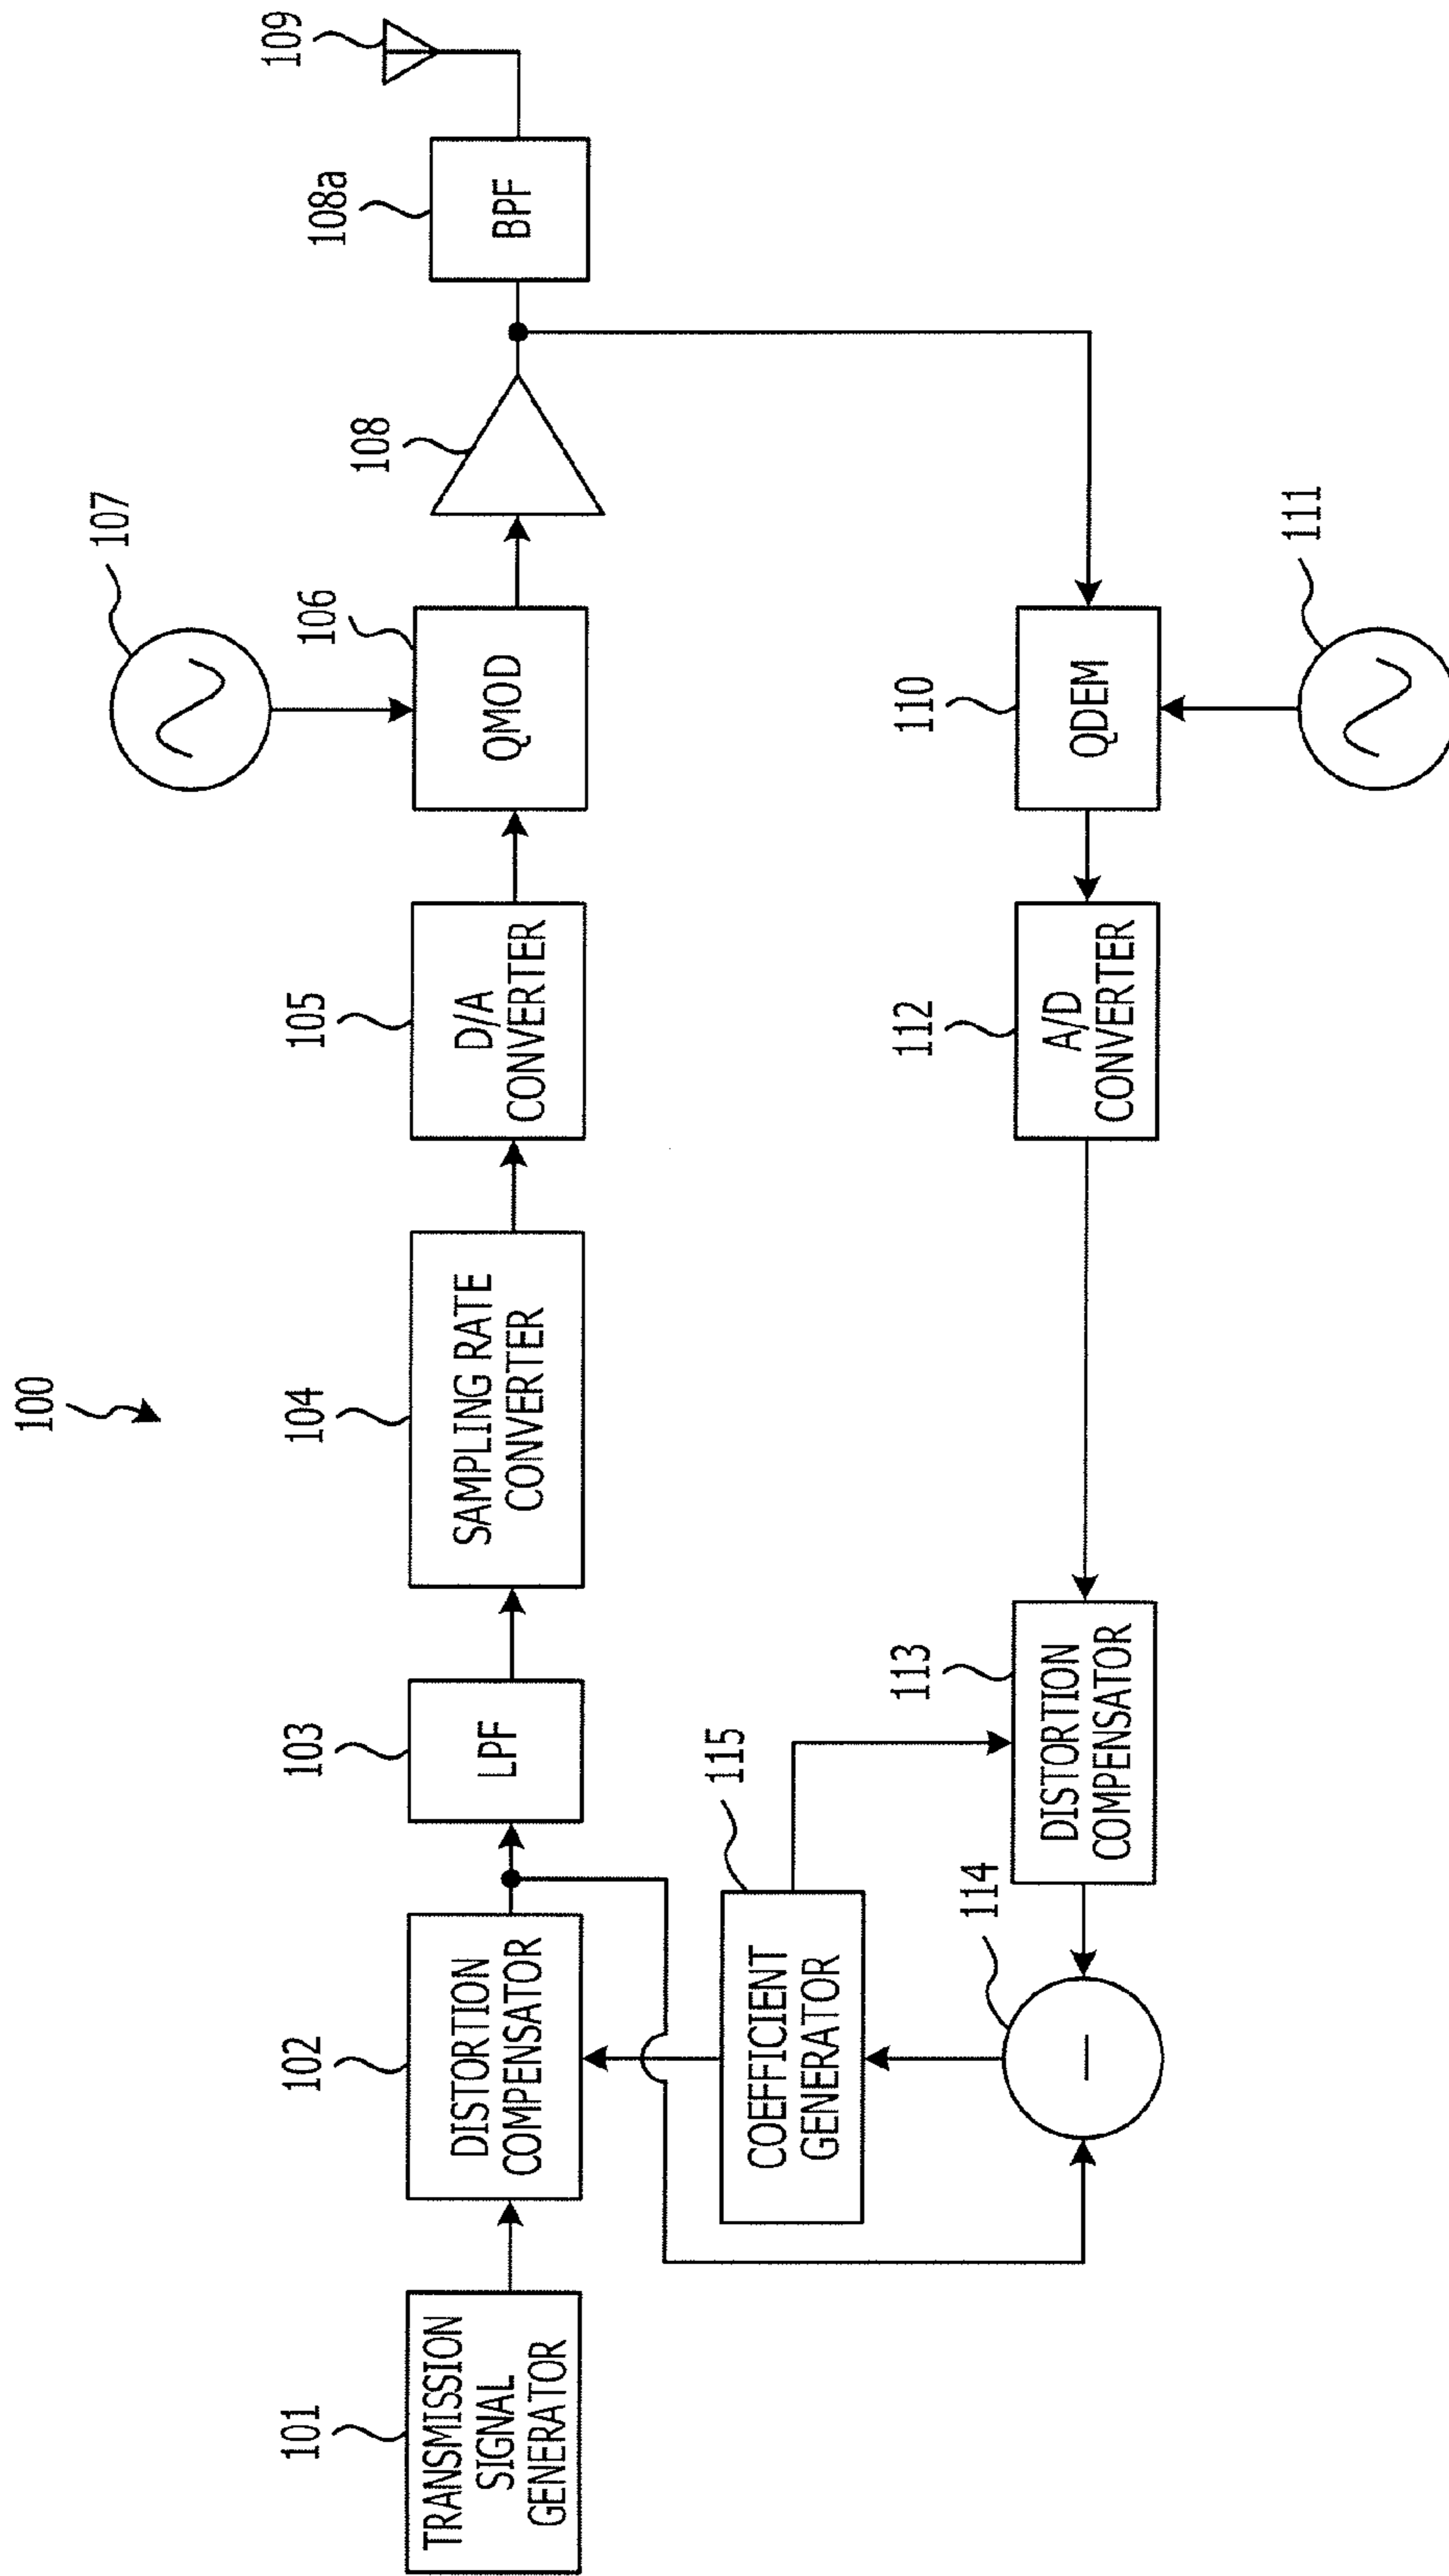 100
101
TRANSMISSION
SIGNAL
GENERATOR
102
DISTORTION
COMPENSATOR
103
LPF
104
SAMPLING RATE
CONVERTER
105
D/A
CONVERTER
106
QMOD
107
108
108a
BPF
109
110
QDEM
111
112
A/D
CONVERTER
113
DISTORTION
COMPENSATOR
114
—
115
COEFFICIENT
GENERATOR